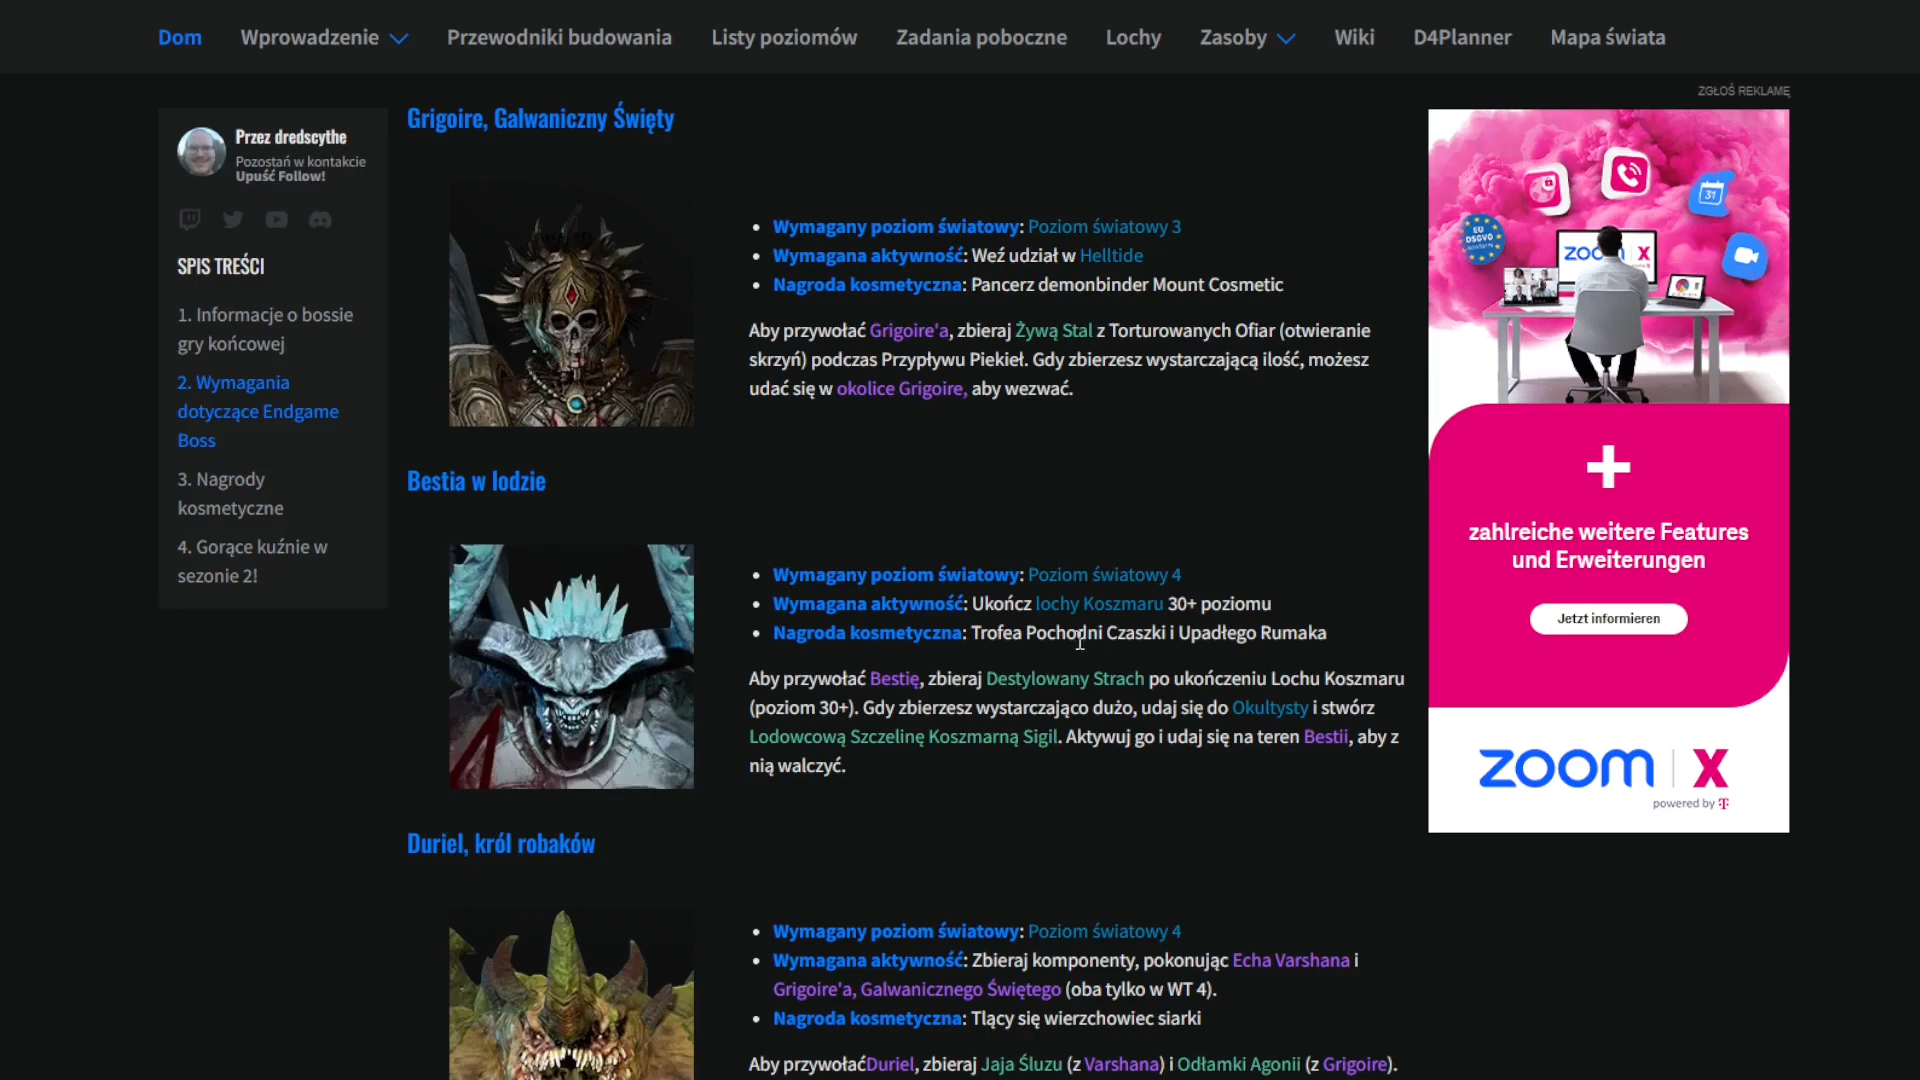 Dom
Wprowadzenie
Przewodniki budowania
Listy poziomów
Zadania poboczne
Lochy
Zasoby
Wiki
D4Planner
Mapa świata
ZGŁOŚ REKLAMĘ
Przez dredscythe
Pozostań w kontakcie
Upuść Follow!
SPIS TREŚCI
1. Informacje o bossie
gry końcowej
2. Wymagania
dotyczące Endgame
Boss
3. Nagrody
kosmetyczne
4. Gorące kuźnie w
sezonie 2!
Grigoire, Galwaniczny Święty
Wymagany poziom światowy: Poziom światowy 3
Wymagana aktywność: Weź udział w Helltide
Nagroda kosmetyczna: Pancerz demonbinder Mount Cosmetic
Aby przywołać Grigoire'a, zbieraj Żywą Stal z Torturowanych Ofiar (otwieranie
skrzyń) podczas Przypływu Piekieł. Gdy zbierzesz wystarczającą ilość, możesz
udać się w okolice Grigoire, aby wezwać.
Bestia w lodzie
Wymagany poziom światowy: Poziom światowy 4
Wymagana aktywność: Ukończ lochy Koszmaru 30+ poziomu
Nagroda kosmetyczna: Trofea Pochodni Czaszki i Upadłego Rumaka
Aby przywołać Bestię, zbieraj Destylowany Strach po ukończeniu Lochu Koszmaru
(poziom 30+). Gdy zbierzesz wystarczająco dużo, udaj się do Okultysty i stwórz
Lodowcową Szczelinę Koszmarną Sigil. Aktywuj go i udaj się na teren Bestii, aby z
nią walczyć.
Duriel, król robaków
Wymagany poziom światowy: Poziom światowy 4
Wymagana aktywność: Zbieraj komponenty, pokonując Echa Varshana i
Grigoire'a, Galwanicznego Świętego (oba tylko w WT 4).
Nagroda kosmetyczna: Tlący się wierzchowiec siarki
Aby przywołaćDuriel, zbieraj Jaja Śluzu (z Varshana) i Odłamki Agonii (z Grigoire).
EU
DSGVO
31
ZOOM X
+
zahlreiche weitere Features
und Erweiterungen
Jetzt informieren
zoom X
powered by T